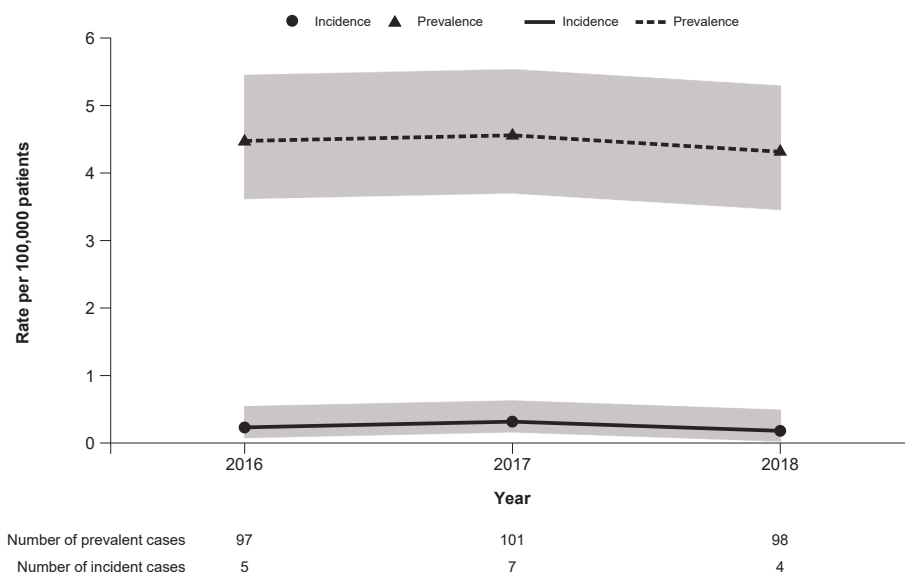 Incidence Prevalence Incidence Prevalence
6
5
4
3
2
1
0
Rate per 100,000 patients
2016 2017 2018
Year
Number of prevalent cases 97 101 98
Number of incident cases 5 7 4